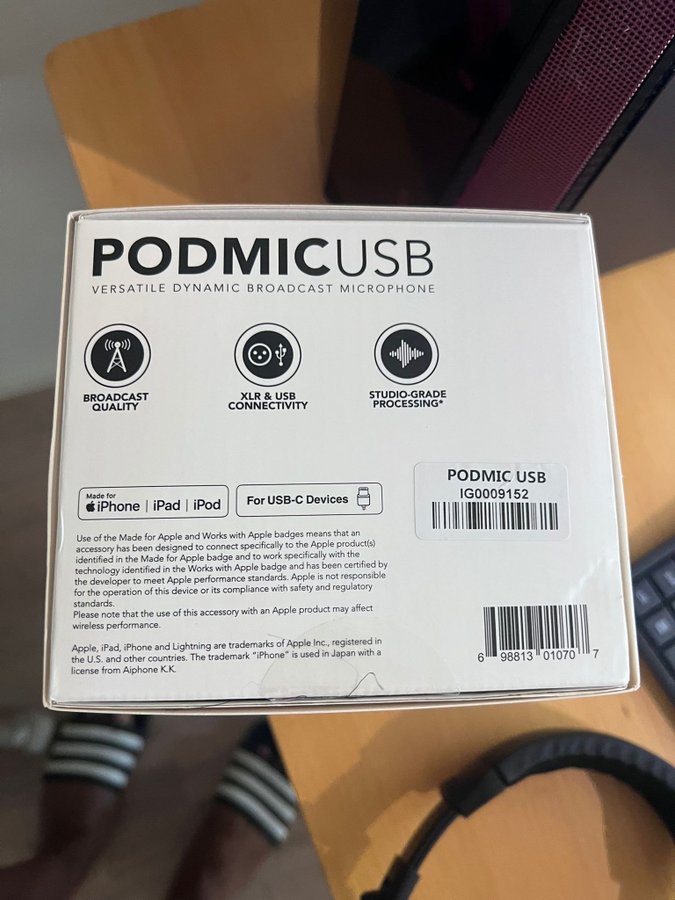 PODMICUSB
VERSATILE DYNAMIC BROADCAST MICROPHONE
BROADCAST
QUALITY
XLR & USB
CONNECTIVITY
STUDIO-GRADE
PROCESSING*
Made for
iPhone | iPad | iPod
For USB-C Devices
PODMIC USB
IG0009152
Use of the Made for Apple and Works with Apple badges means that an
accessory has been designed to connect specifically to the Apple product(s)
identified in the Made for Apple badge and to work specifically with the
technology identified in the Works with Apple badge and has been certified by
the developer to meet Apple performance standards. Apple is not responsible
for the operation of this device or its compliance with safety and regulatory
standards.
Please note that the use of this accessory with an Apple product may affect
wireless performance.
Apple, iPad, iPhone and Lightning are trademarks of Apple Inc., registered in
the U.S. and other countries. The trademark "iPhone" is used in Japan with a
license from Aiphone K.K.
6 98813 01070 7